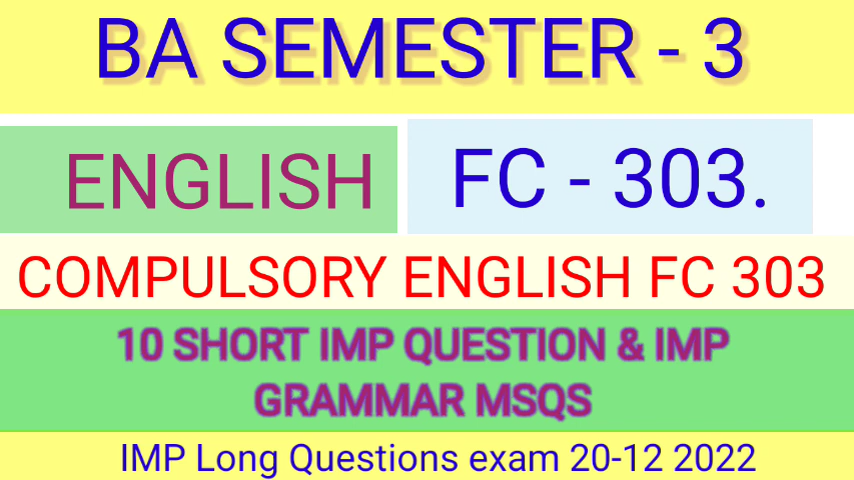 BA SEMESTER - 3
ENGLISH
FC - 303.
COMPULSORY ENGLISH FC 303
10 SHORT IMP QUESTION & IMP
GRAMMAR MSQS
IMP Long Questions exam 20-12 2022